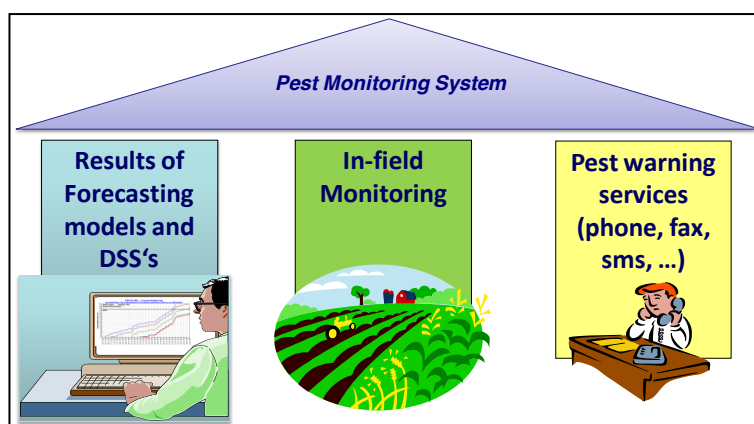 Pest Monitoring System
Results of
Forecasting
models and
DSS‘s
In-field
Monitoring
Pest warning
services
(phone, fax,
sms, ...)